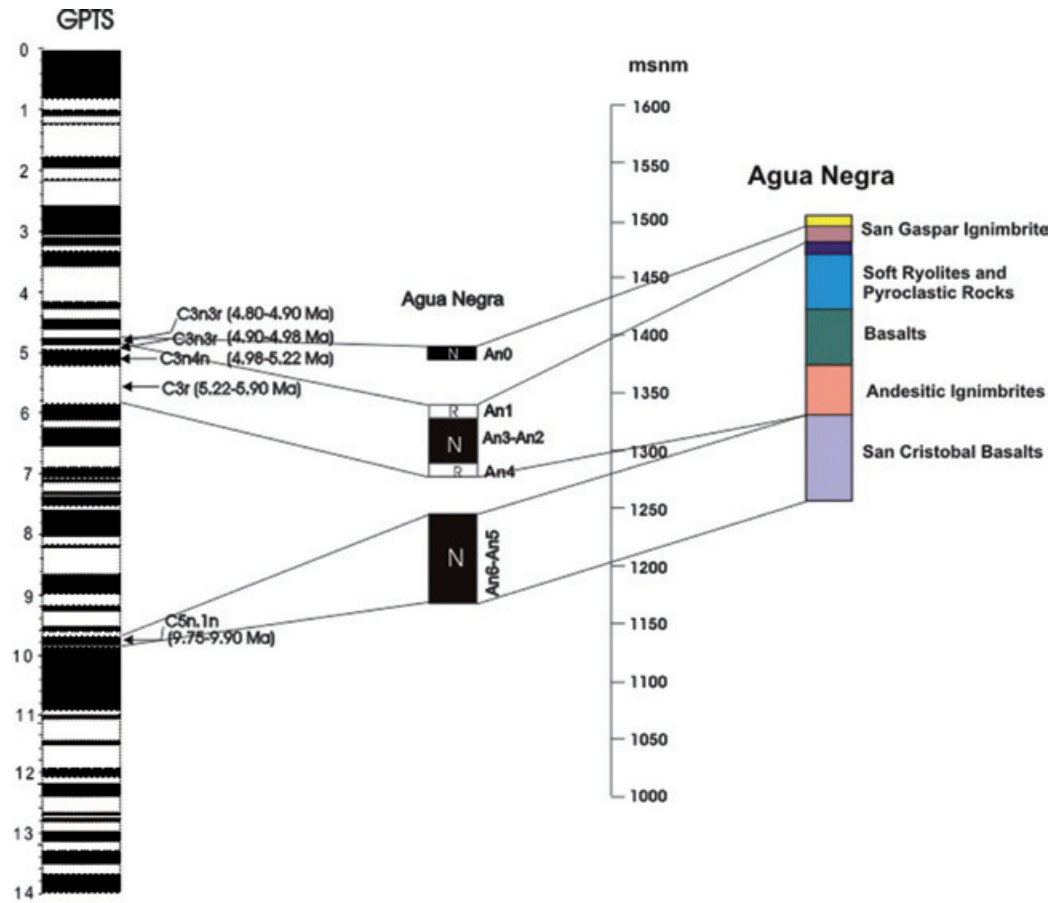 GPTS
0
1
2
3
4
5
6
7
8
9
10
11
12
13
14
C3n3r (4.80-4.90 Ma)
C3n3r (4.90-4.98 Ma)
C3n4n (4.98-5.22 Ma)
C3r (5.22-5.90 Ma)
C5n.1n
(9.75-9.90 Ma)
Agua Negra
N
An0
R
An1
N
An3-An2
R
An4
N
An6-An5
msnm
1600
1550
1500
1450
1400
1350
1300
1250
1200
1150
1100
1050
1000
Agua Negra
San Gaspar Ignimbrite
Soft Ryolites and
Pyroclastic Rocks
Basalts
Andesitic Ignimbrites
San Cristobal Basalts